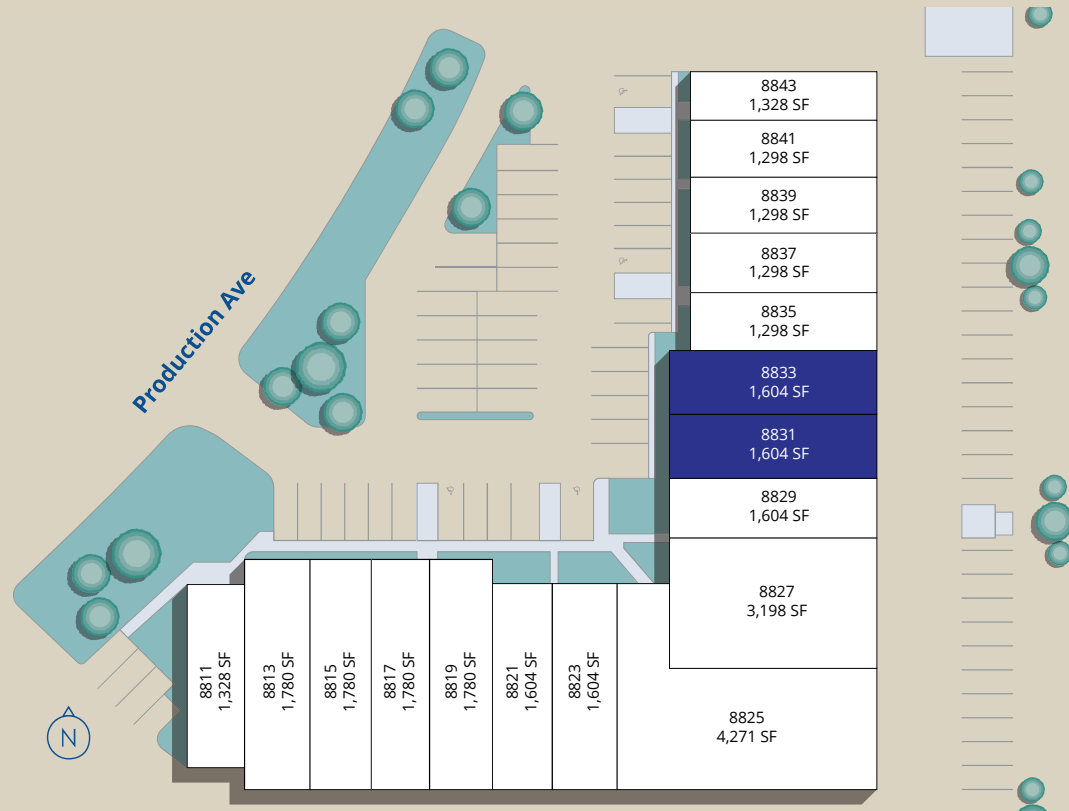 8843
1,328 SF
8841
1,298 SF
8839
1,298 SF
8837
1,298 SF
8835
1,298 SF
8833
1,604 SF
8831
1,604 SF
8829
1,604 SF
8827
3,198 SF
8825
4,271 SF
Production Ave
8811
1,328 SF
8813
1,780 SF
8815
1,780 SF
8817
1,780 SF
8819
1,780 SF
8821
1,604 SF
8823
1,604 SF
N